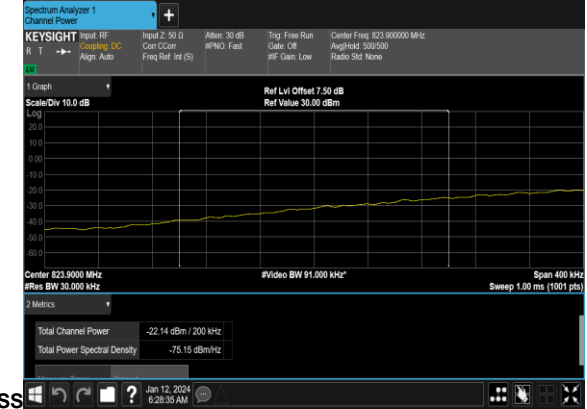 Spectrum Analyzer 1
Channel Power
KEYSIGHT
R T
LVI
Input: RF
Coupling: DC
Align: Auto
Input Z: 50 Ω
Corr CCorr
Freq Ref: Int (S)
Atten: 30 dB
#PNO: Fast
Trig: Free Run
Gate: Off
#IF Gain: Low
Center Freq: 823.900000 MHz
Avg|Hold: 500/500
Radio Std: None
1 Graph
Scale/Div 10.0 dB
Ref Lvl Offset 7.50 dB
Ref Value 30.00 dBm
Log
20.0
10.0
0.00
-10.0
-20.0
-30.0
-40.0
-50.0
-60.0
Center 823.9000 MHz
#Res BW 30.000 kHz
#Video BW 91.000 kHz*
Span 400 kHz
Sweep 1.00 ms (1001 pts)
2 Metrics
Total Channel Power -22.14 dBm / 200 kHz
Total Power Spectral Density -75.15 dBm/Hz
ss
?
Jan 12, 2024
6:28:35 AM